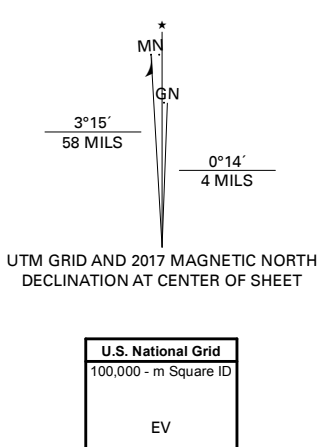 ★
MN
GN
3°15´
58 MILS
0°14´
4 MILS
UTM GRID AND 2017 MAGNETIC NORTH
DECLINATION AT CENTER OF SHEET
U.S. National Grid
100,000 - m Square ID
EV